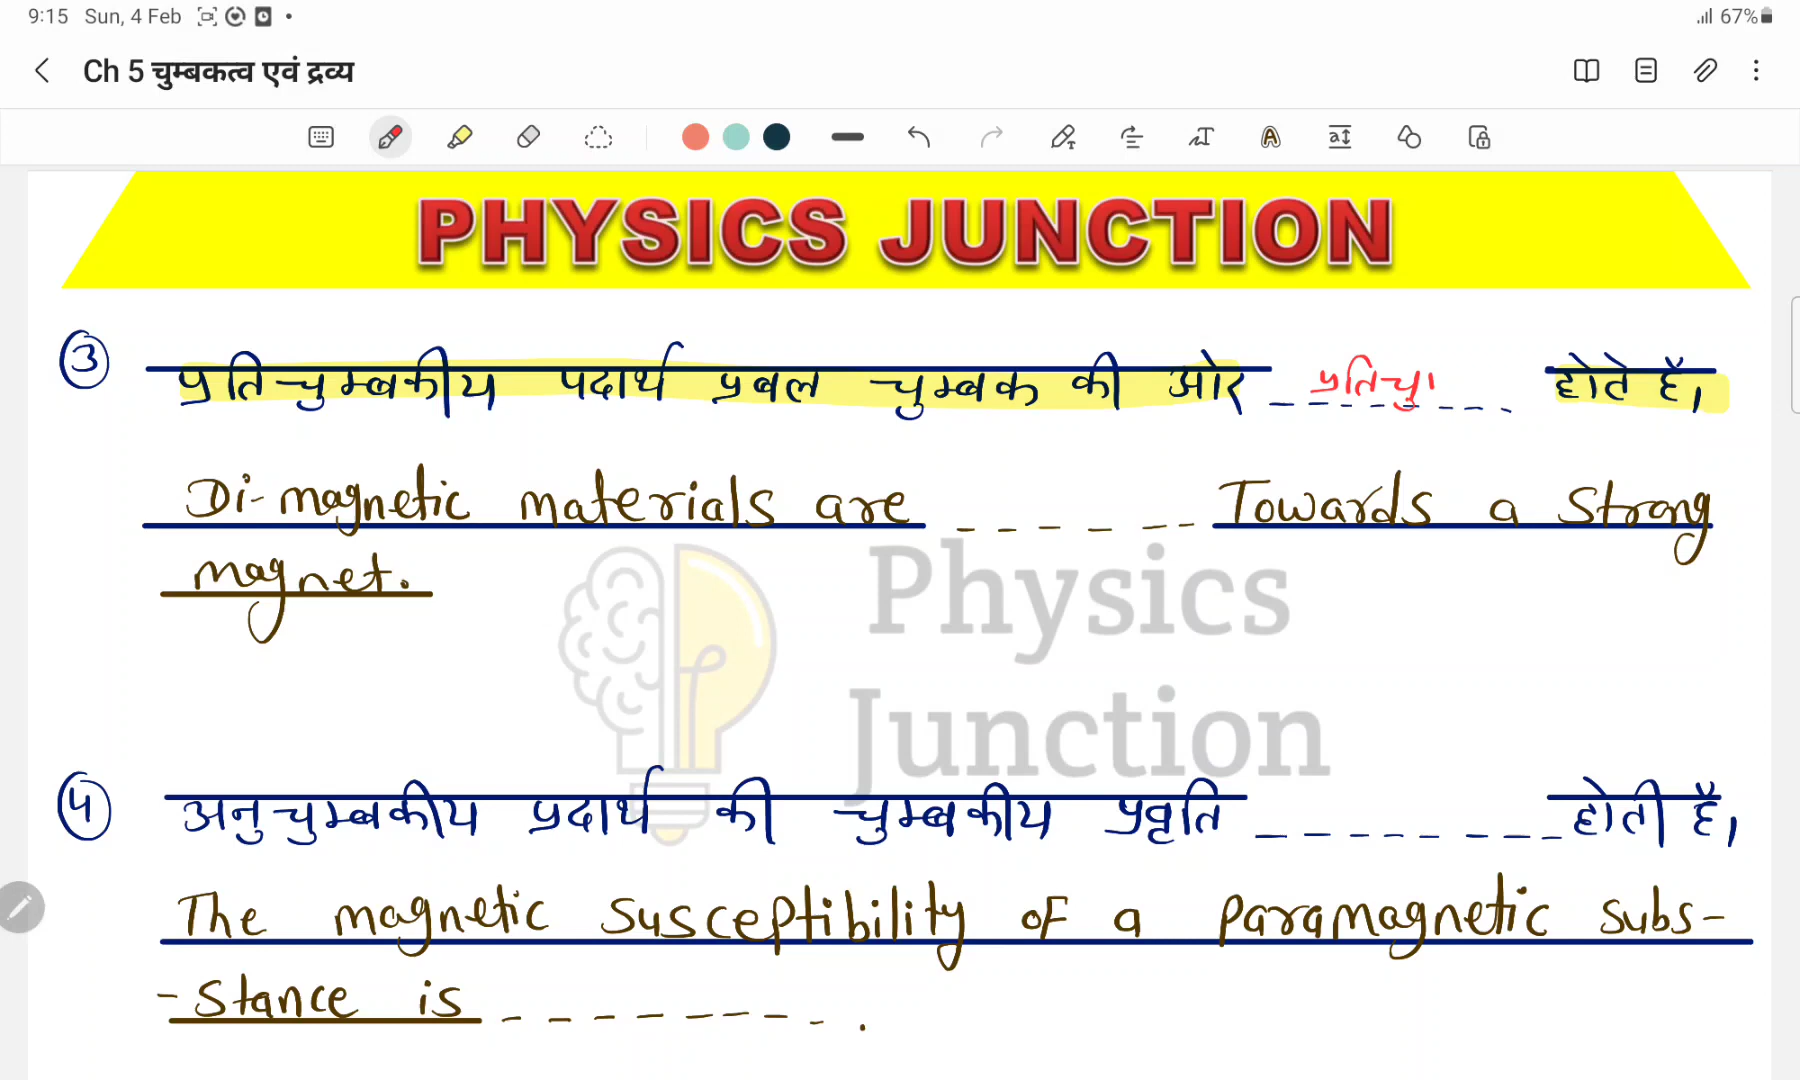 9:15 Sun, 4 Feb
67%
Ch 5 चुम्बकत्व एवं द्रव्य
PHYSICS JUNCTION
③ प्रतिचुम्बकीय पदार्थ प्रबल चुम्बक की ओर प्रतिचु। होते हैं।
Di-magnetic materials are ------ Towards a strong
magnet.
Physics
Junction
④ अनुचुम्बकीय प्रदार्थ की चुम्बकीय प्रवृति -------- होती है।
The magnetic susceptibility of a paramagnetic subs-
-stance is -------- .